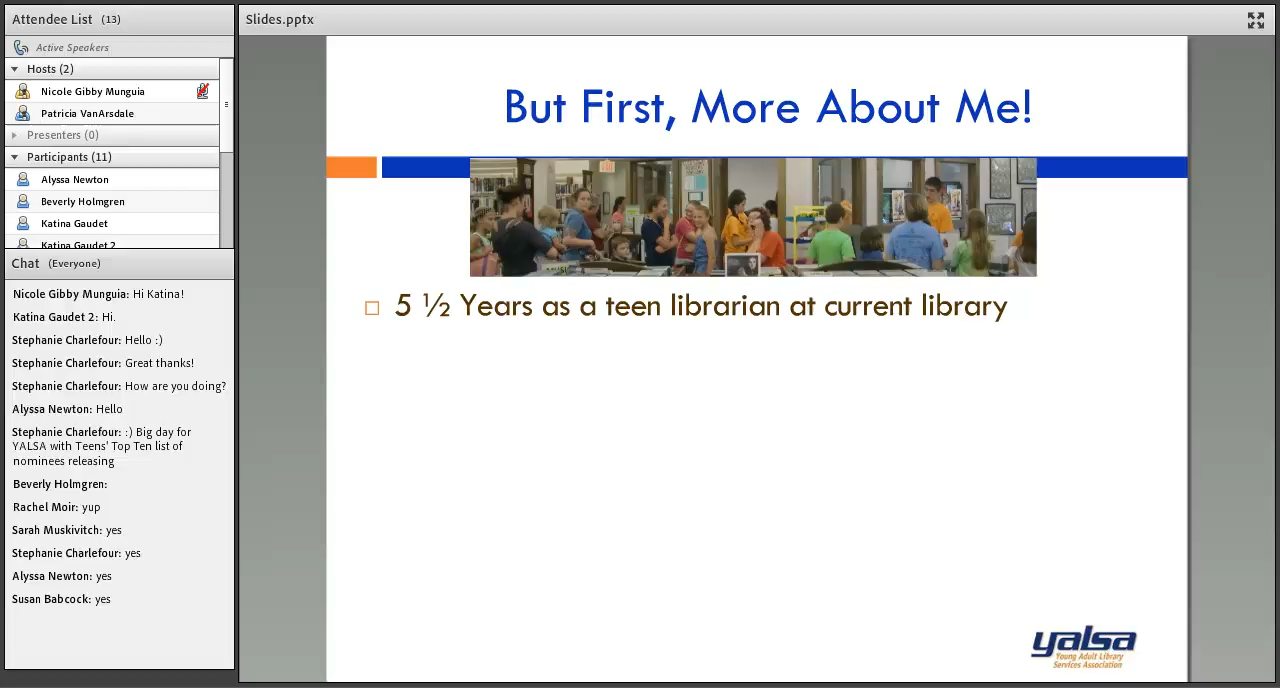 Attendee List (13)
Active Speakers
Hosts (2)
Nicole Gibby Munguia
Patricia VanArsdale
Presenters (0)
Participants (11)
Alyssa Newton
Beverly Holmgren
Katina Gaudet
Katina Gaudet 2
Chat (Everyone)
Nicole Gibby Munguia: Hi Katina!
Katina Gaudet 2: Hi.
Stephanie Charlefour: Hello :)
Stephanie Charlefour: Great thanks!
Stephanie Charlefour: How are you doing?
Alyssa Newton: Hello
Stephanie Charlefour: :) Big day for
YALSA with Teens' Top Ten list of
nominees releasing
Beverly Holmgren:
Rachel Moir: yup
Sarah Muskivitch: yes
Stephanie Charlefour: yes
Alyssa Newton: yes
Susan Babcock: yes
Slides.pptx
But First, More About Me!
5 ½ Years as a teen librarian at current library
yalsa
Young Adult Library
Services Association